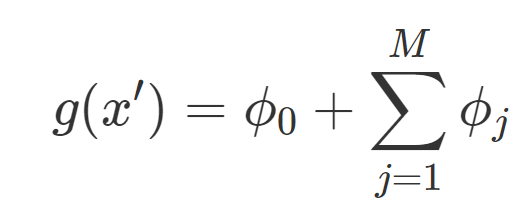 g(x′) = ϕ₀ + ∑_{j=1}^{M} ϕⱼ